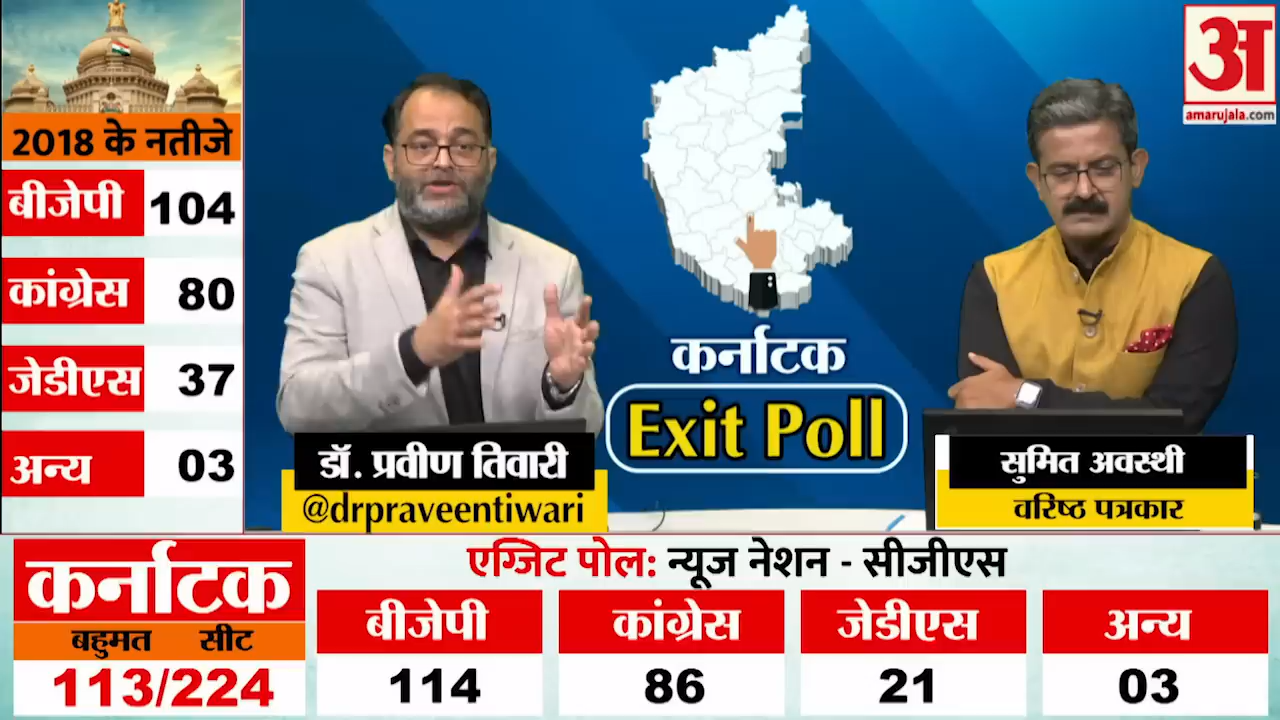 2018 के नतीजे
बीजेपी 104
कांग्रेस 80
जेडीएस 37
अन्य 03
अ
amarujala.com
कर्नाटक
Exit Poll
डॉ. प्रवीण तिवारी
@drpraveentiwari
सुमित अवस्थी
वरिष्ठ पत्रकार
कर्नाटक
बहुमत सीट
113/224
एग्जिट पोल: न्यूज नेशन - सीजीएस
बीजेपी कांग्रेस जेडीएस अन्य
114 86 21 03